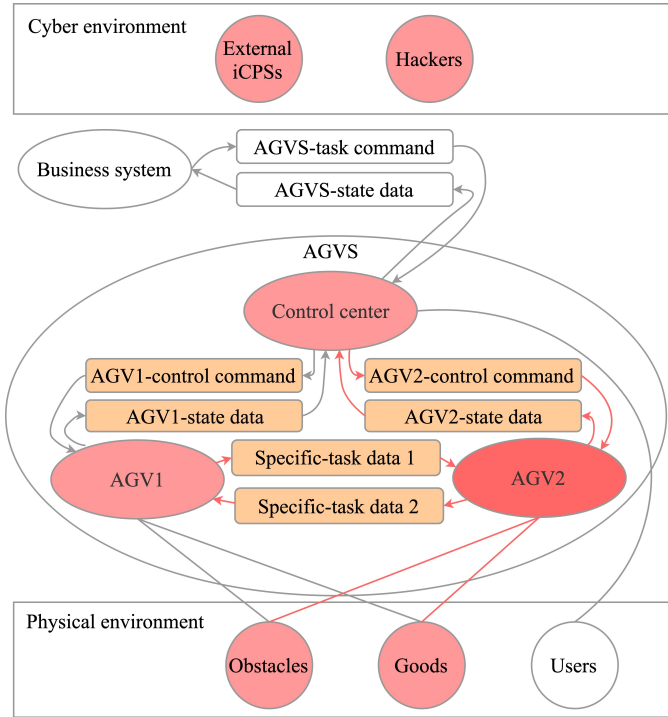 Cyber environment
External
iCPSs
Hackers
Business system
AGVS-task command
AGVS-state data
AGVS
Control center
AGV1-control command
AGV2-control command
AGV1-state data
AGV2-state data
AGV1
Specific-task data 1
AGV2
Specific-task data 2
Physical environment
Obstacles
Goods
Users